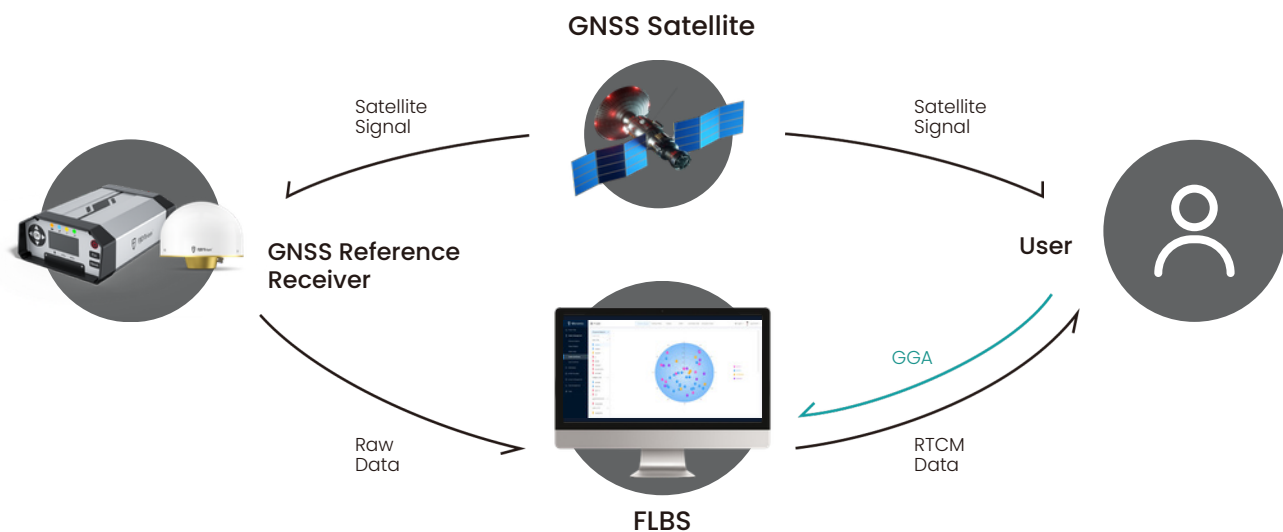 GNSS Satellite
Satellite
Signal
Satellite
Signal
GNSS Reference
Receiver
User
GGA
Raw
Data
RTCM
Data
FLBS